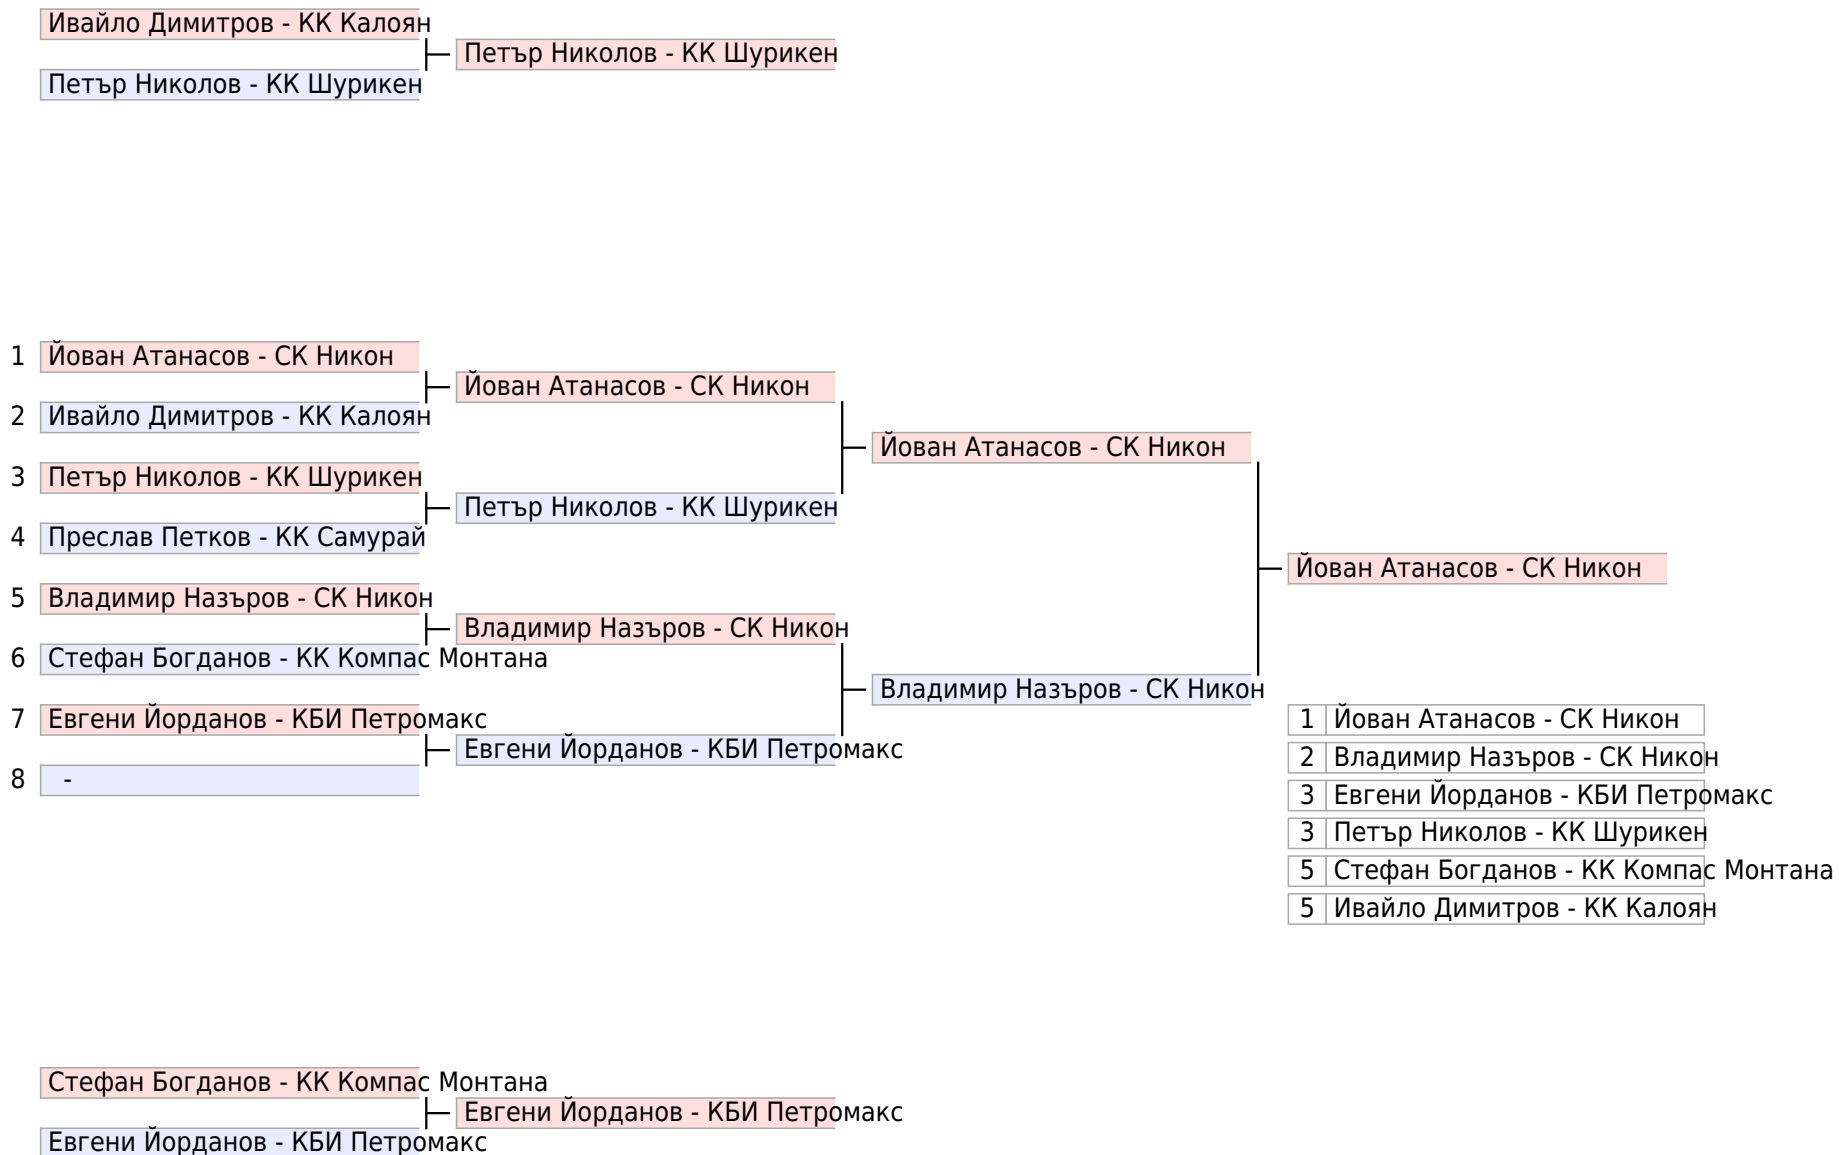 Ивайло Димитров - КК Калоян
Петър Николов - КК Шурикен
Петър Николов - КК Шурикен
1 Йован Атанасов - СК Никон
Йован Атанасов - СК Никон
2 Ивайло Димитров - КК Калоян
Йован Атанасов - СК Никон
3 Петър Николов - КК Шурикен
Петър Николов - КК Шурикен
4 Преслав Петков - КК Самурай
Йован Атанасов - СК Никон
5 Владимир Назъров - СК Никон
Владимир Назъров - СК Никон
6 Стефан Богданов - КК Компас Монтана
Владимир Назъров - СК Никон
7 Евгени Йорданов - КБИ Петромакс
Евгени Йорданов - КБИ Петромакс
8 -
1 Йован Атанасов - СК Никон
2 Владимир Назъров - СК Никон
3 Евгени Йорданов - КБИ Петромакс
3 Петър Николов - КК Шурикен
5 Стефан Богданов - КК Компас Монтана
5 Ивайло Димитров - КК Калоян
Стефан Богданов - КК Компас Монтана
Евгени Йорданов - КБИ Петромакс
Евгени Йорданов - КБИ Петромакс